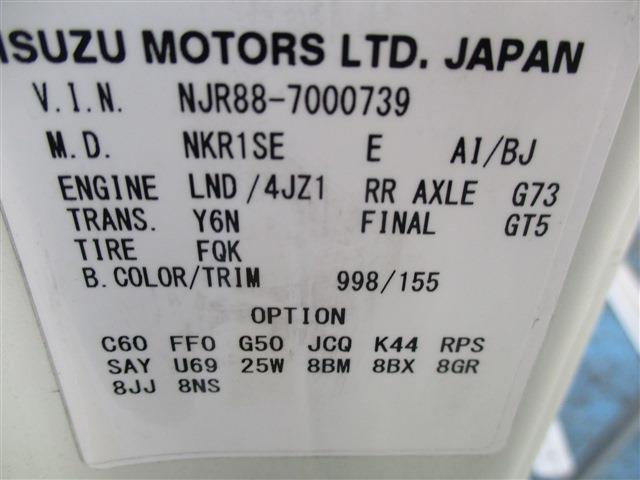 ISUZU MOTORS LTD. JAPAN
V.I.N. NJR88-7000739
M.D. NKR1SE E AI/BJ
ENGINE LND/4JZ1 RR AXLE G73
TRANS. Y6N FINAL GT5
TIRE FQK
B.COLOR/TRIM 998/155
OPTION
C60 FF0 G50 JCQ K44 RPS
SAY U69 25W 8BM 8BX 8GR
8JJ 8NS